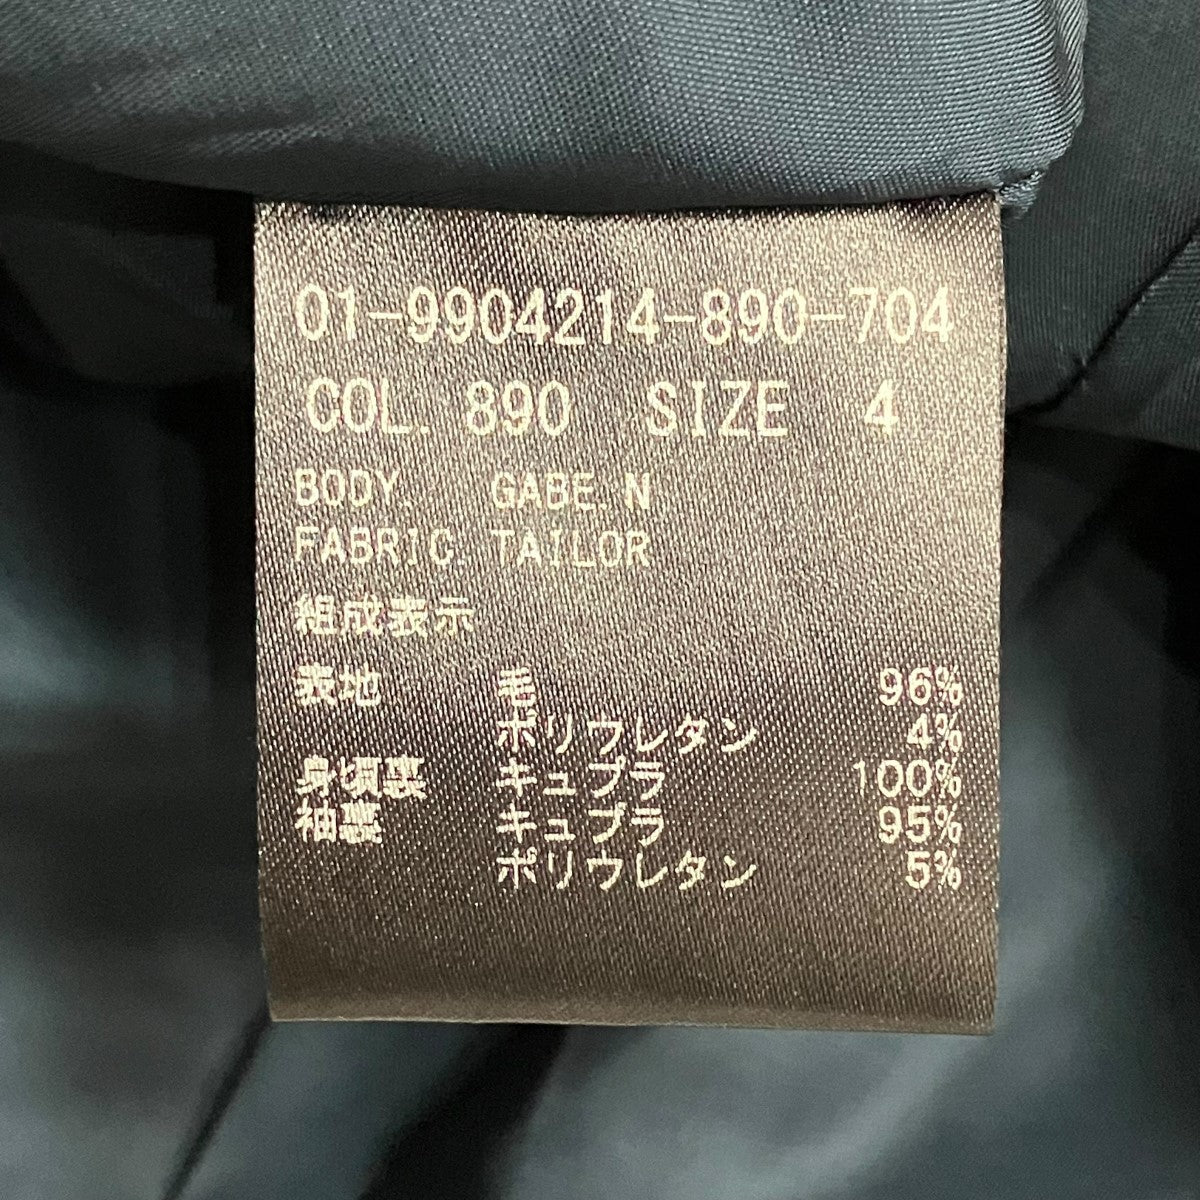 01-9904214-890-704
COL. 890 SIZE 4
BODY. GABE.N
FABRIC. TAILOR
組成表示
表地 毛 96%
ポリウレタン 4%
身頃裏 キュプラ 100%
袖裏 キュプラ 95%
ポリウレタン 5%